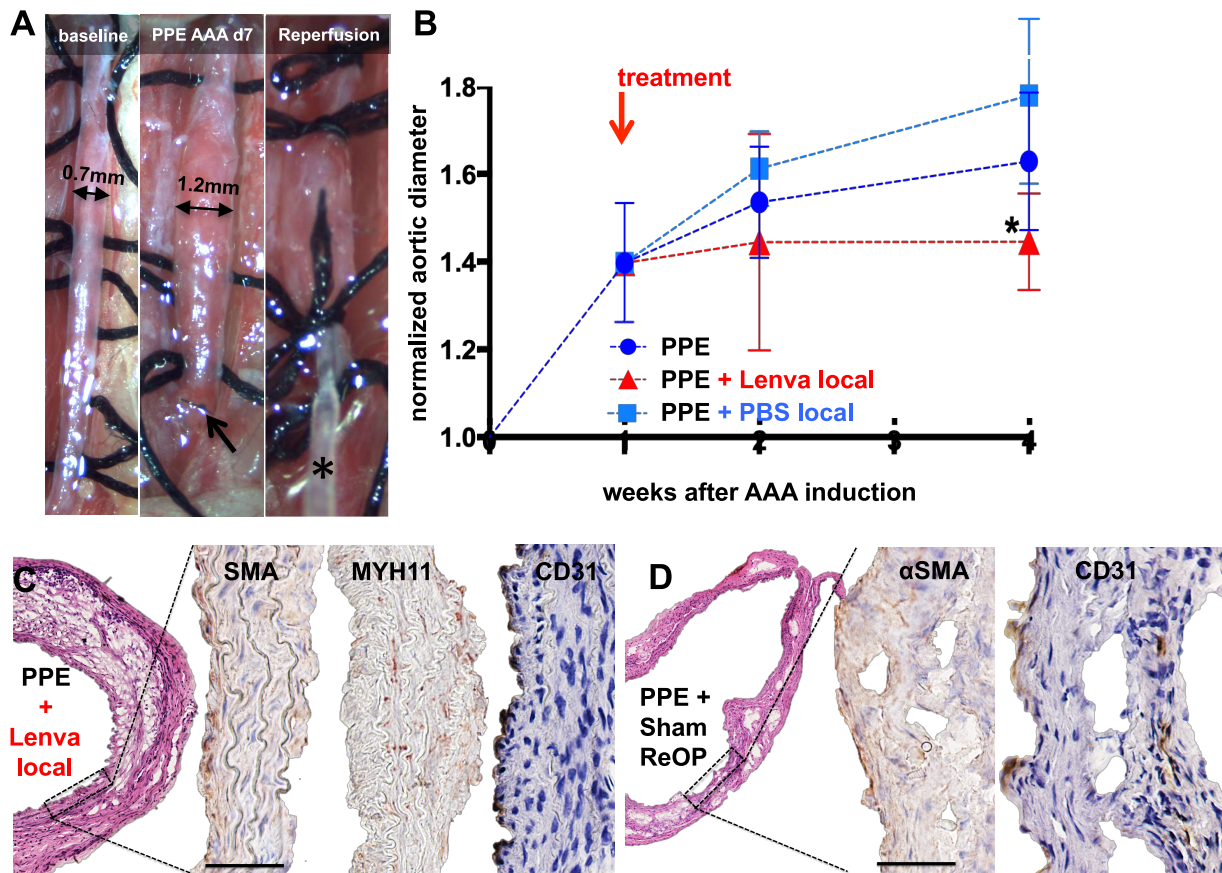 A
baseline
PPE AAA d7
Reperfusion
0.7mm
1.2mm
*
B
treatment
normalized aortic diameter
1.8
1.6
1.4
1.2
1.0
*
PPE
PPE + Lenva local
PPE + PBS local
0 1 2 3 4
weeks after AAA induction
C
PPE
+
Lenva
local
SMA
MYH11
CD31
D
PPE +
Sham
ReOP
αSMA
CD31